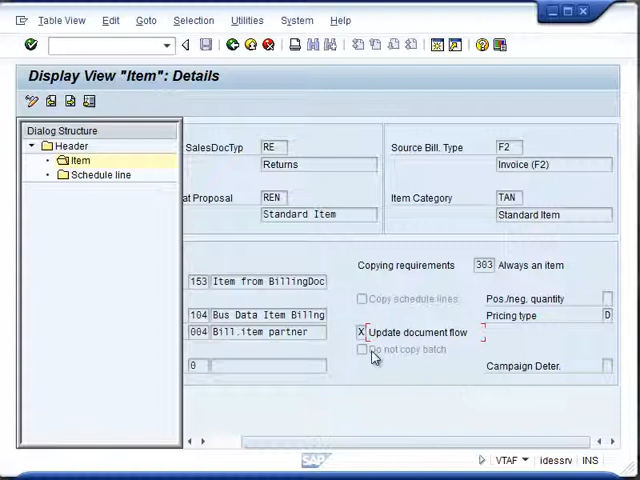 Table View Edit Goto Selection Utilities System Help
Display View "Item": Details
Dialog Structure
Header
Item
Schedule line
SalesDocTyp RE
Returns
Source Bill. Type F2
Invoice (F2)
at Proposal REN
Standard Item
Item Category TAN
Standard Item
Copying requirements 303 Always an item
153 Item from BillingDoc
Copy schedule lines
Pos./neg. quantity
104 Bus Data Item Billng
Pricing type D
004 Bill.item partner
X Update document flow
Do not copy batch
0
Campaign Deter.
SAP
VTAF idessrv INS